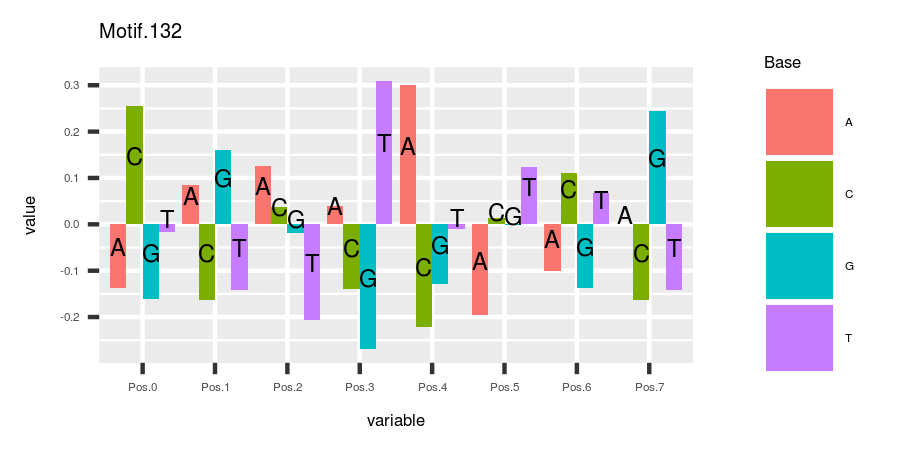 Motif.132
value
0.3
0.2
0.1
0.0
-0.1
-0.2
A C G T A C G T A C G T A C G T A C G T A C G T A C G T A C G T
Pos.0 Pos.1 Pos.2 Pos.3 Pos.4 Pos.5 Pos.6 Pos.7
variable
Base
A
C
G
T